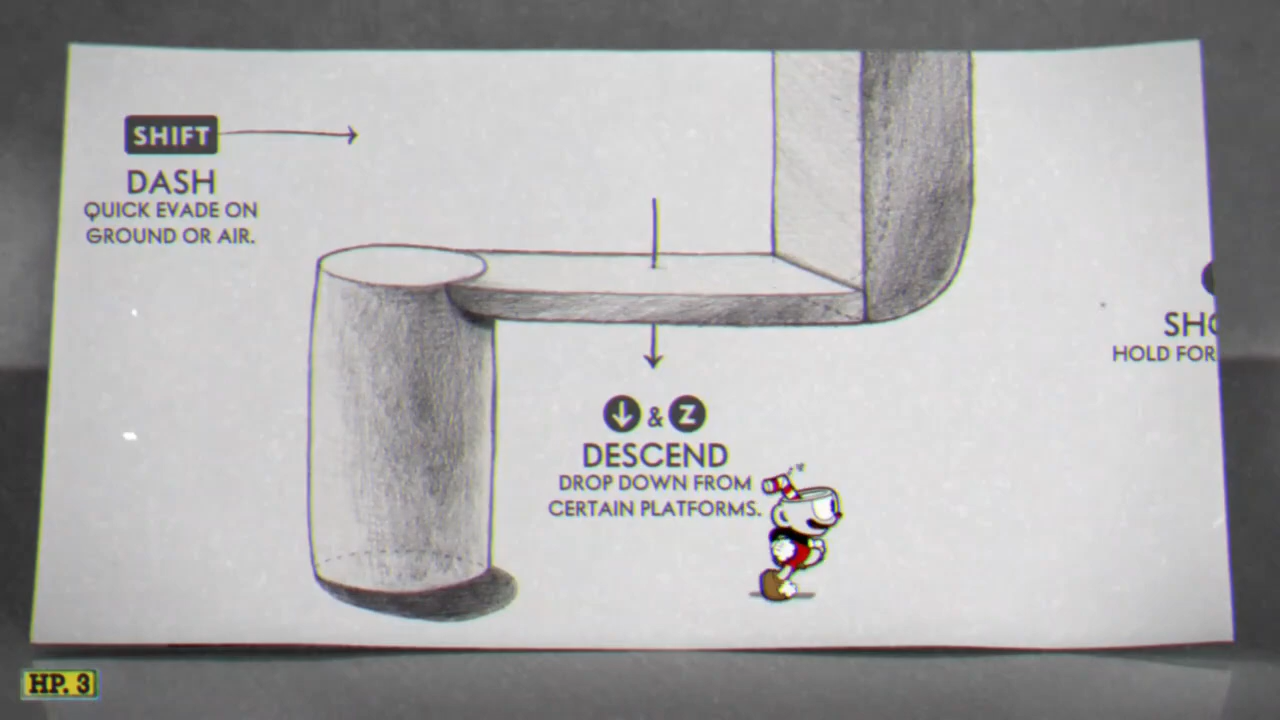 SHIFT
DASH
QUICK EVADE ON
GROUND OR AIR.
↓ & Z
DESCEND
DROP DOWN FROM
CERTAIN PLATFORMS.
HOLD FOR
HP. 3